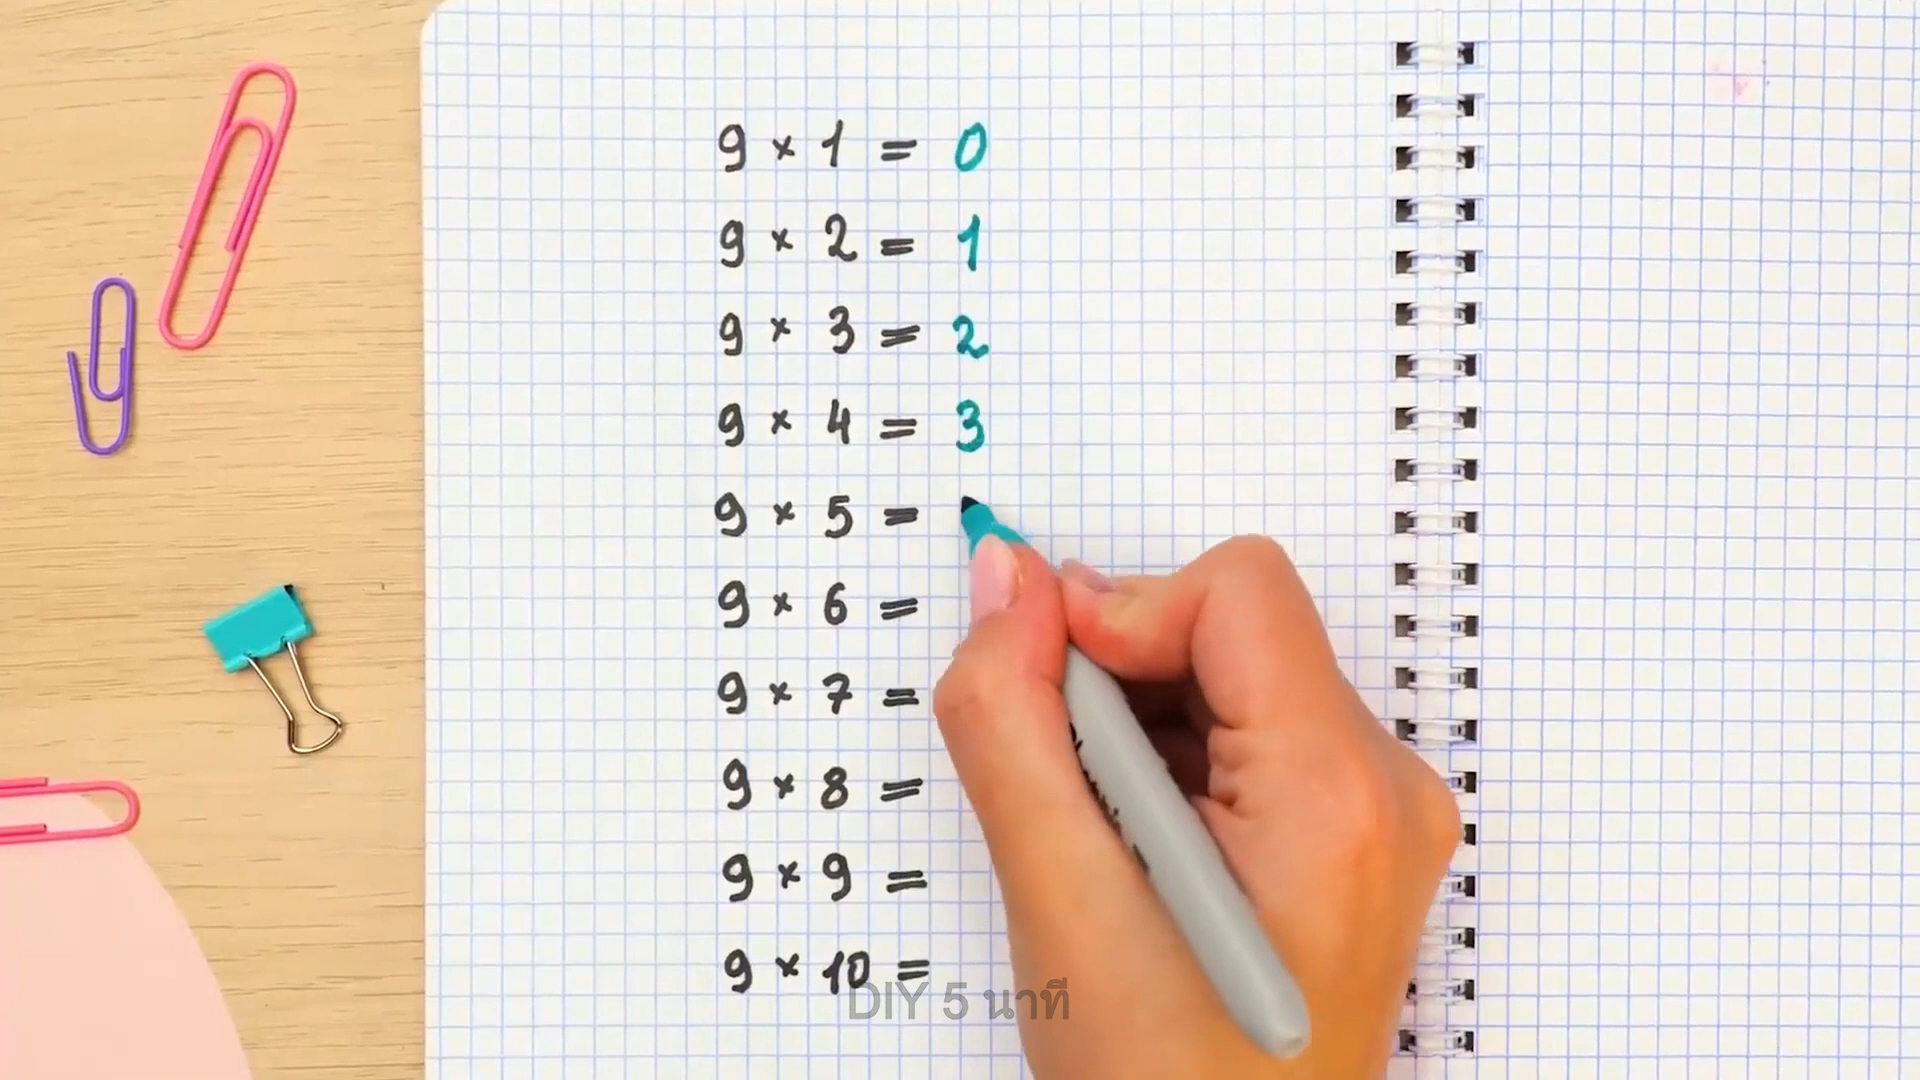 9 × 1 = 0
9 × 2 = 1
9 × 3 = 2
9 × 4 = 3
9 × 5 =
9 × 6 =
9 × 7 =
9 × 8 =
9 × 9 =
9 × 10 =
DIY 5 นาที